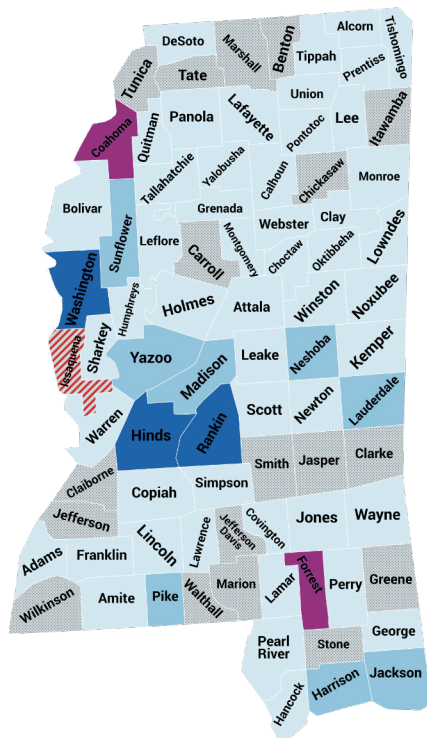 DeSoto
Marshall
Benton
Alcorn
Tishomingo
Tippah
Prentiss
Tunica
Tate
Union
Coahoma
Quitman
Panola
Lafayette
Pontotoc
Lee
Itawamba
Tallahatchie
Yalobusha
Calhoun
Chickasaw
Monroe
Bolivar
Sunflower
Leflore
Grenada
Carroll
Montgomery
Webster
Clay
Choctaw
Oktibbeha
Lowndes
Washington
Humphreys
Holmes
Attala
Winston
Noxubee
Issaquena
Sharkey
Yazoo
Madison
Leake
Neshoba
Kemper
Warren
Hinds
Rankin
Scott
Newton
Lauderdale
Claiborne
Copiah
Simpson
Smith
Jasper
Clarke
Jefferson
Adams
Franklin
Lincoln
Lawrence
Jefferson
Davis
Covington
Jones
Wayne
Wilkinson
Amite
Pike
Walthall
Marion
Lamar
Forrest
Perry
Greene
Pearl
River
Stone
George
Hancock
Harrison
Jackson